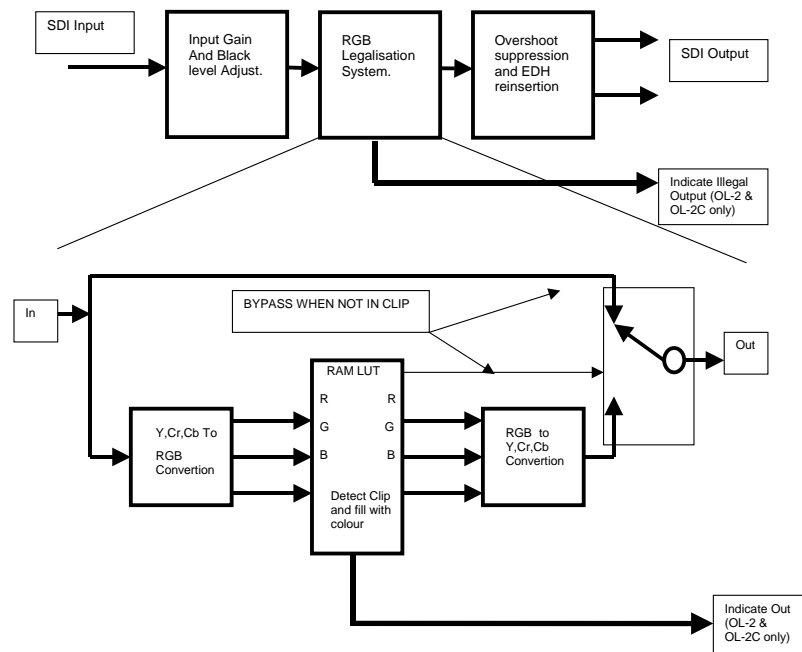 SDI Input
Input Gain
And Black
level Adjust.
RGB
Legalisation
System.
Overshoot
suppression
and EDH
reinsertion
SDI Output
Indicate Illegal
Output (OL-2 &
OL-2C only)
In
BYPASS WHEN NOT IN CLIP
Out
RAM LUT
R R
G G
B B
Detect Clip
and fill with
colour
Y,Cr,Cb To
RGB
Convertion
RGB to
Y,Cr,Cb
Convertion
Indicate Out
(OL-2 &
OL-2C only)